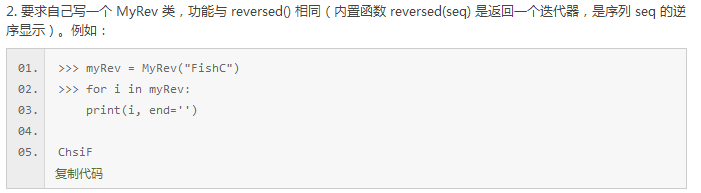 2. 要求自己写一个 MyRev 类，功能与 reversed() 相同（内置函数 reversed(seq) 是返回一个迭代器，是序列 seq 的逆
序显示）。例如：
01. >>> myRev = MyRev("FishC")
02. >>> for i in myRev:
03.     print(i, end='')
04.
05. ChsiF
复制代码